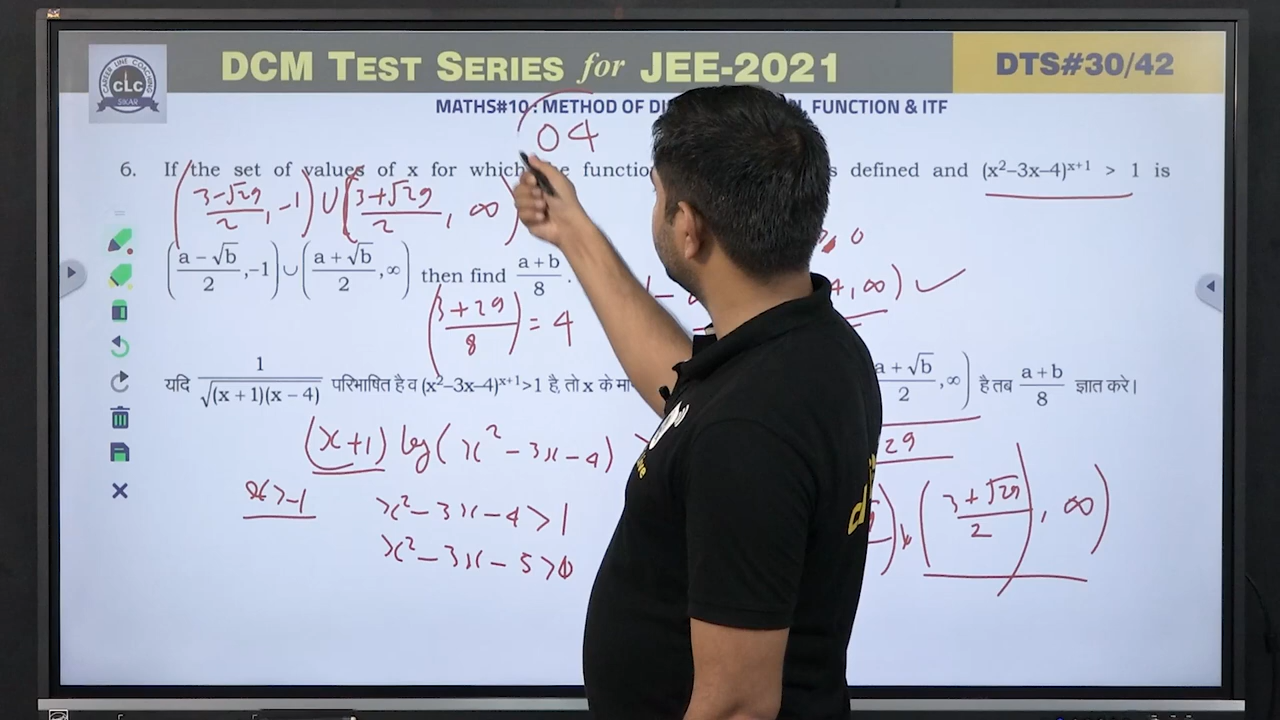 CAREER LINE COACHING
CLC
SIKAR
DCM TEST SERIES for JEE-2021
DTS#30/42
MATHS#10 : METHOD OF DI N, FUNCTION & ITF
04
6. If the set of values of x for which the functio s defined and (x²–3x–4)^(x+1) > 1 is
((3-√29)/2, -1) ∪ ((3+√29)/2, ∞)
((a – √b)/2, –1) ∪ ((a + √b)/2, ∞) then find (a + b)/8 .
4, ∞) ✓
((3+29)/8) = 4
यदि 1/√((x + 1)(x – 4)) परिभाषित है व (x²–3x–4)^(x+1)>1 है, तो x के मा (a + √b)/2, ∞) है तब (a + b)/8 ज्ञात करे।
(x+1) log(x² – 3x – 4) >
29
x > -1
x² – 3x – 4 > 1
((3+√29)/2, ∞)
x² – 3x – 5 > 0